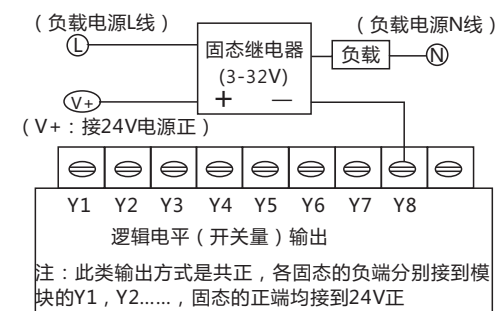 （负载电源L线）
（负载电源N线）
L
固态继电器
负载
N
(3-32V)
V+
+ —
（V+：接24V电源正）
Y1 Y2 Y3 Y4 Y5 Y6 Y7 Y8
逻辑电平（开关量）输出
注：此类输出方式是共正，各固态的负端分别接到模
块的Y1，Y2……，固态的正端均接到24V正